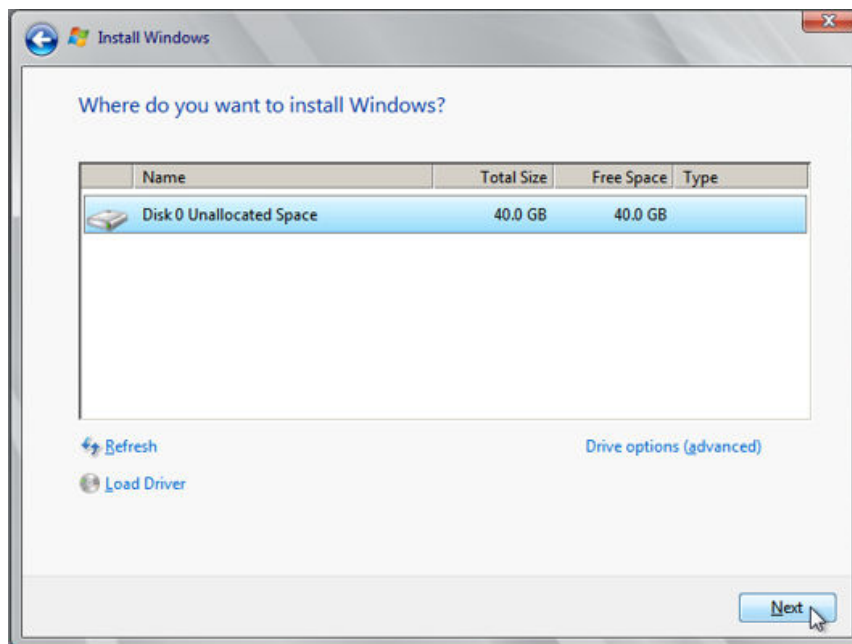 Install Windows
Where do you want to install Windows?
Name Total Size Free Space Type
Disk 0 Unallocated Space 40.0 GB 40.0 GB
Refresh Drive options (advanced)
Load Driver
Next